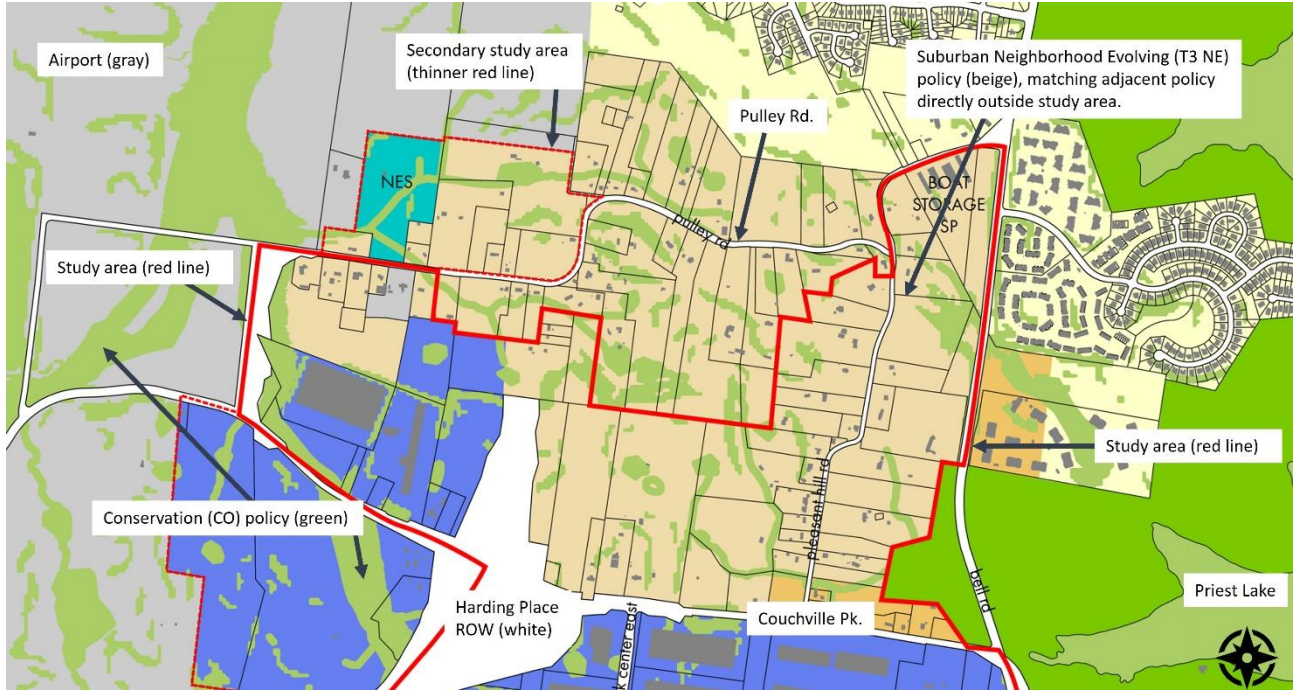 Airport (gray)
Secondary study area
(thinner red line)
Suburban Neighborhood Evolving (T3 NE)
policy (beige), matching adjacent policy
directly outside study area.
Pulley Rd.
NES
BOAT
STORAGE
SP
pulley rd
Study area (red line)
Study area (red line)
Conservation (CO) policy (green)
pleasant hill rd
bell rd
Priest Lake
Harding Place
ROW (white)
Couchville Pk.
k center east